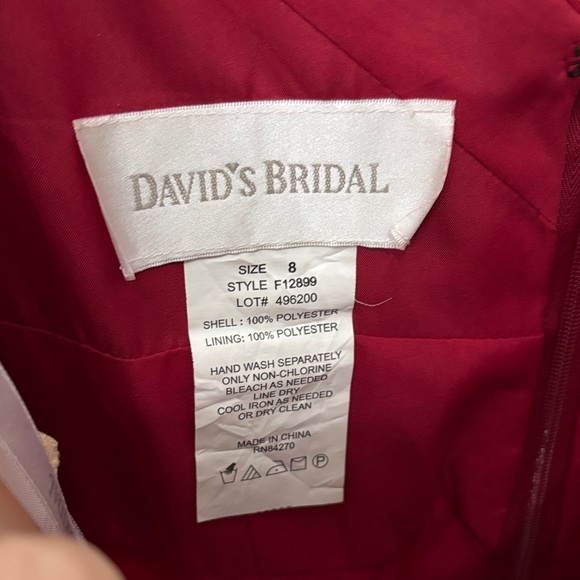 DAVID'S BRIDAL
SIZE 8
STYLE F12899
LOT# 496200
SHELL : 100% POLYESTER
LINING: 100% POLYESTER
HAND WASH SEPARATELY
ONLY NON-CHLORINE
BLEACH AS NEEDED
LINE DRY
COOL IRON AS NEEDED
OR DRY CLEAN
MADE IN CHINA
RN84270
P